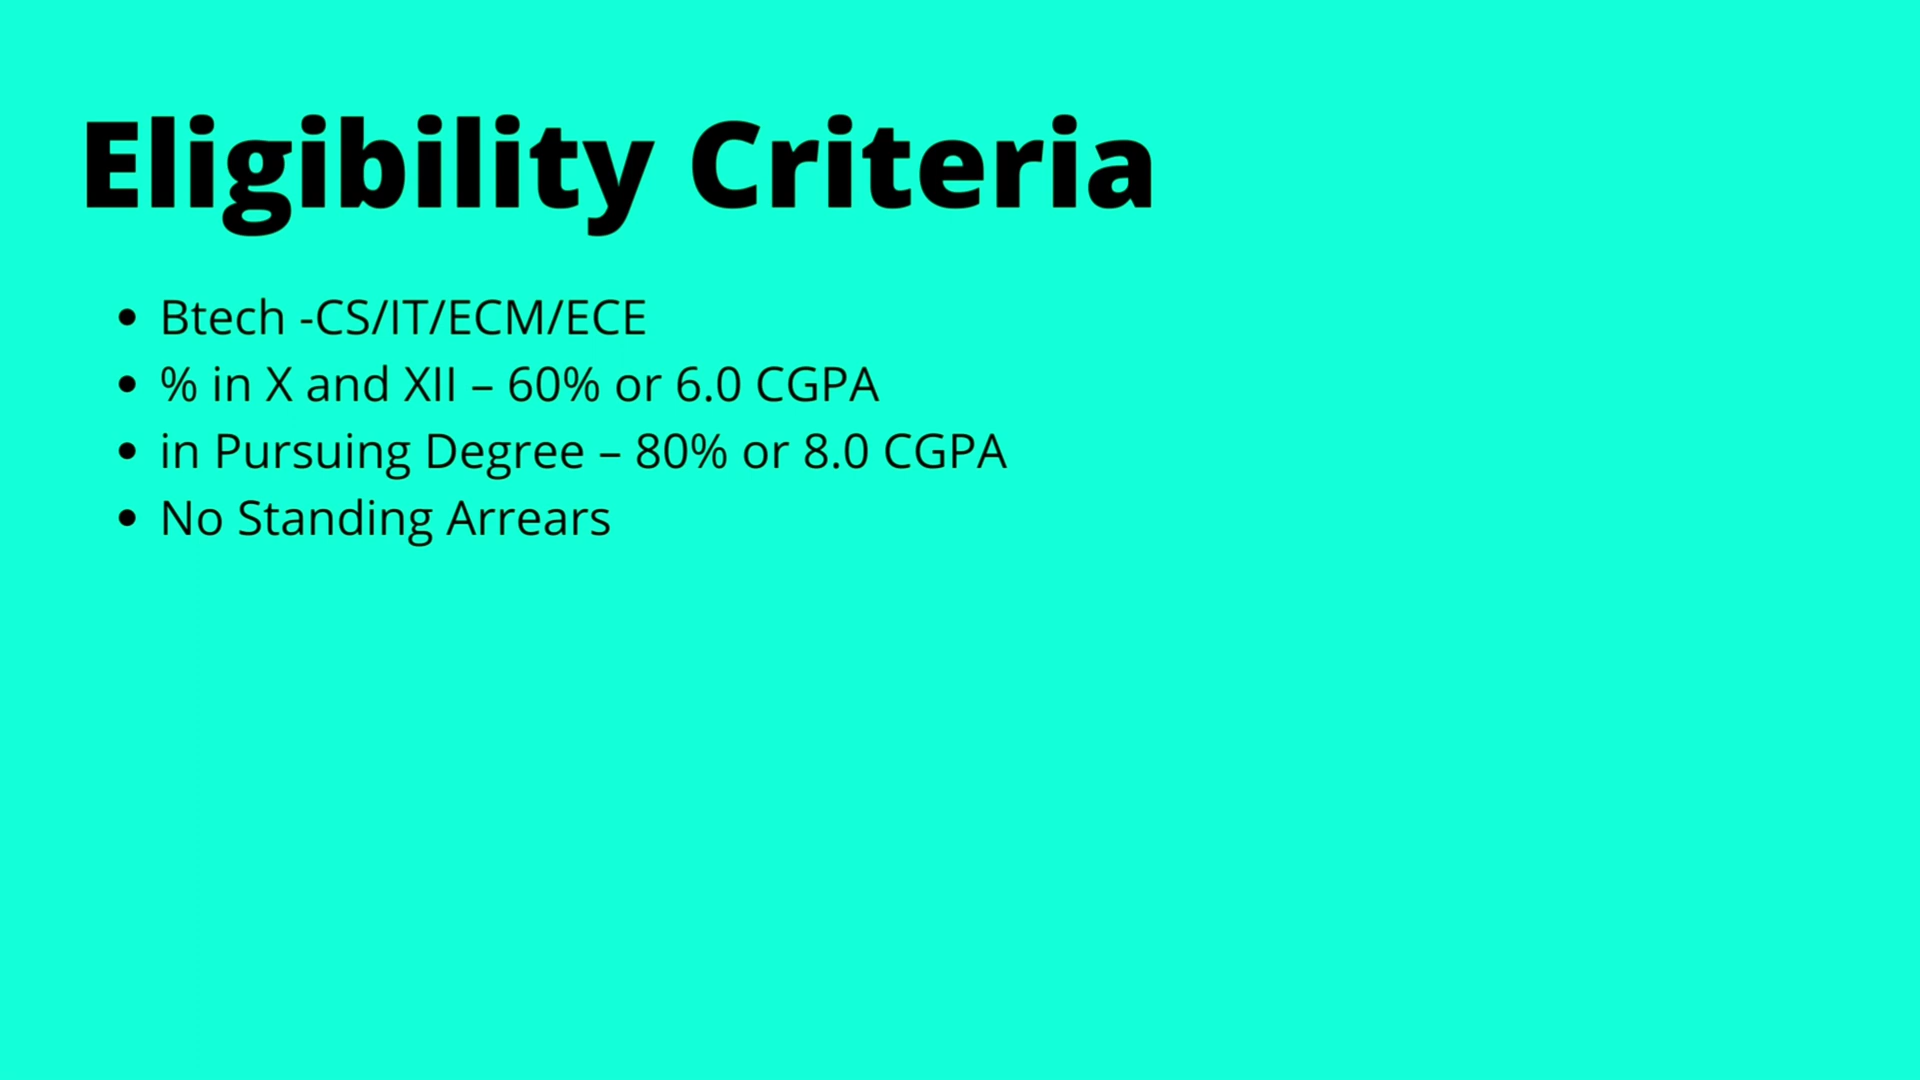 Eligibility Criteria
• Btech -CS/IT/ECM/ECE
• % in X and XII – 60% or 6.0 CGPA
• in Pursuing Degree – 80% or 8.0 CGPA
• No Standing Arrears